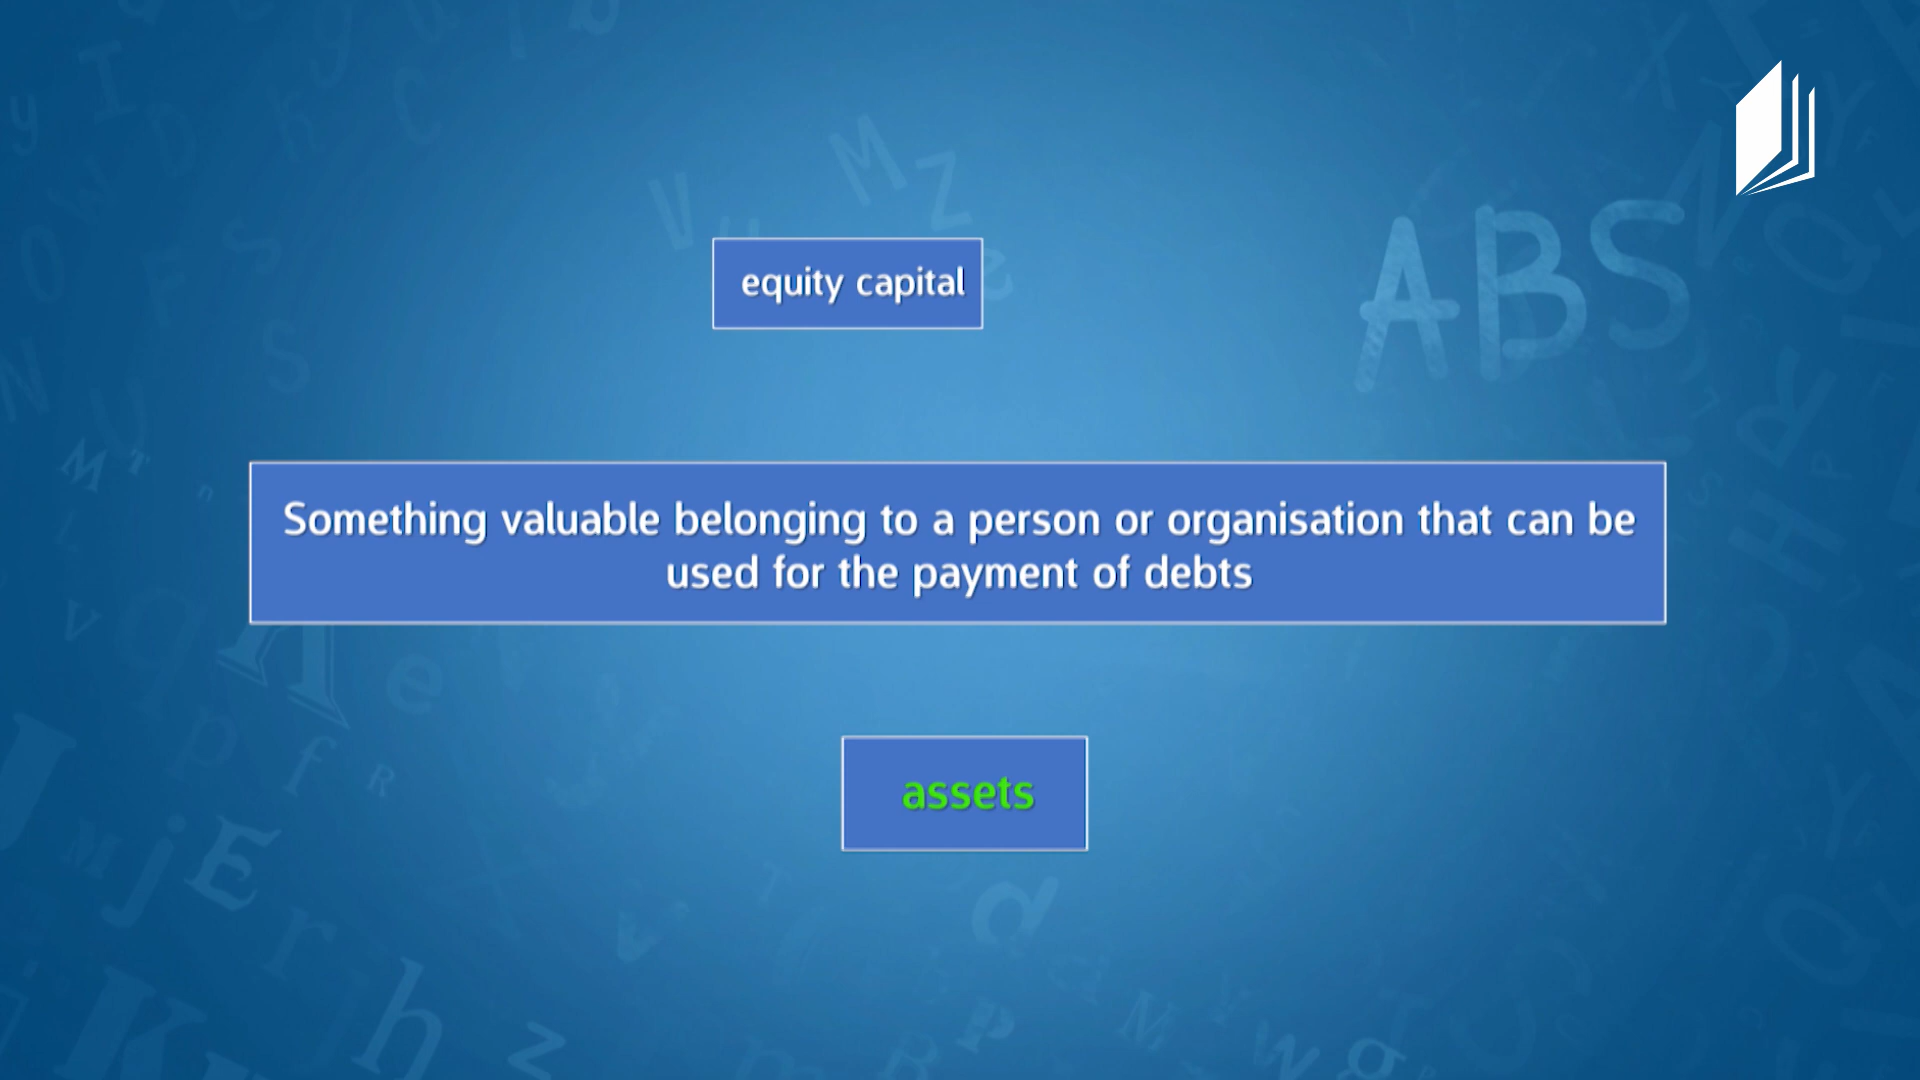 equity capital
ABS
Something valuable belonging to a person or organisation that can be
used for the payment of debts
assets